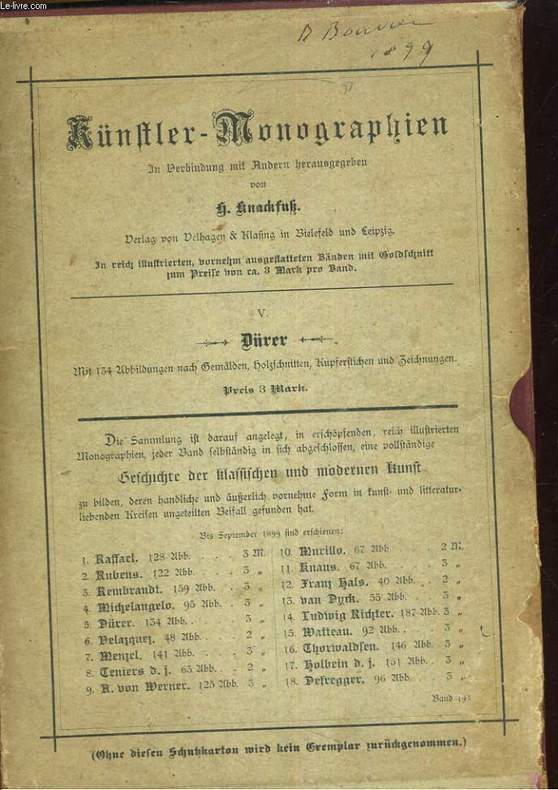 Le-livre.com
1899
Künstler-Monographien
In Verbindung mit Andern herausgegeben
von
H. Knackfuß.
Verlag von Velhagen & Klasing in Bielefeld und Leipzig.
In reich illustrierten, vornehm ausgestatteten Bänden mit Goldschnitt
zum Preise von ca. 3 Mark pro Band.
V.
Dürer
Mit 134 Abbildungen nach Gemälden, Holzschnitten, Kupferstichen und Zeichnungen.
Preis 3 Mark.
Die Sammlung ist darauf angelegt, in erschöpfenden, reich illustrierten
Monographien, jeder Band selbständig in sich abgeschlossen, eine vollständige
Geschichte der klassischen und modernen Kunst
zu bilden, deren handliche und äußerlich vornehme Form in kunst- und litteratur-
liebenden Kreisen ungeteilten Beifall gefunden hat.
Bis September 1899 sind erschienen:
1. Raffael. 128 Abb. . . . 3 M.
2. Rubens. 122 Abb. . . . 3 „
3. Rembrandt. 159 Abb. . . 3 „
4. Michelangelo. 95 Abb. . . 3 „
5. Dürer. 134 Abb. . . . 3 „
6. Velazquez. 48 Abb. . . . 2 „
7. Menzel. 141 Abb. . . . 3 „
8. Teniers d. j. 63 Abb. . . 2 „
9. A. von Werner. 125 Abb. 3 „
10. Murillo. 67 Abb. . . . 2 M.
11. Knaus. 67 Abb. . . . 3 „
12. Franz Hals. 40 Abb. . . 2 „
13. van Dyck. 55 Abb. . . 3 „
14. Ludwig Richter. 187 Abb. 3 „
15. Watteau. 92 Abb. . . . 3 „
16. Thorwaldsen. 146 Abb. . 3 „
17. Holbein d. j. 151 Abb. . 3 „
18. Defregger. 96 Abb. . . 3 „
Band
(Ohne diesen Schutzkarton wird kein Exemplar zurückgenommen.)